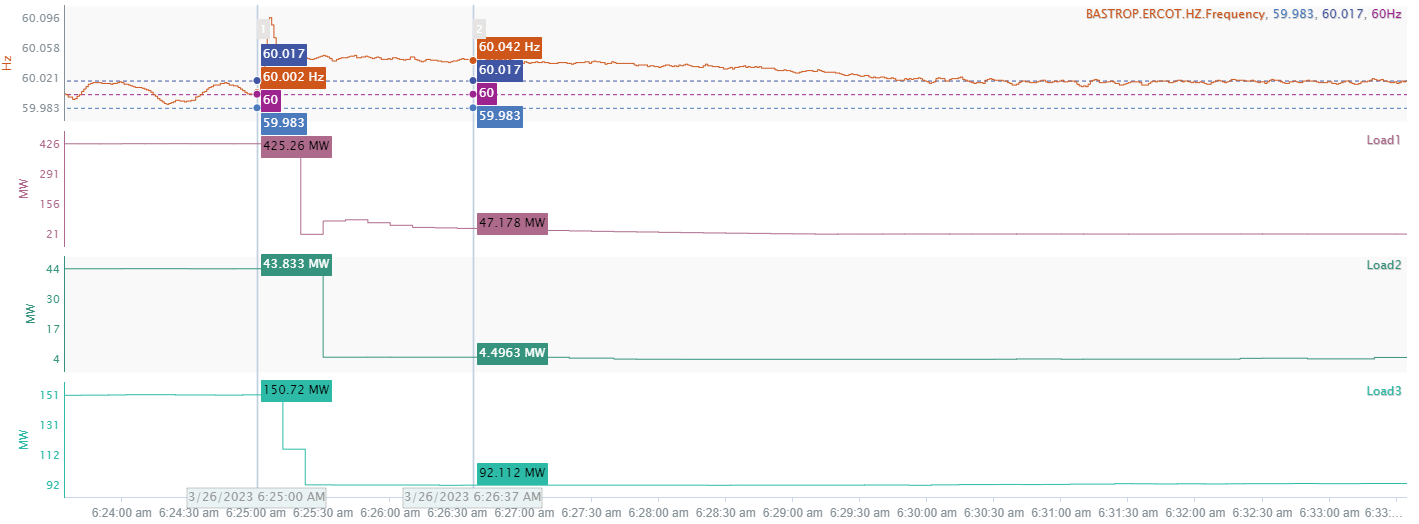 BASTROP.ERCOT.HZ.Frequency, 59.983, 60.017, 60Hz
Hz
60.096
60.058
60.021
59.983
1
60.017
60.002 Hz
60
59.983
2
60.042 Hz
60.017
60
59.983
Load1
MW
426
291
156
21
425.26 MW
47.178 MW
Load2
MW
44
30
17
4
43.833 MW
4.4963 MW
Load3
MW
151
131
112
92
150.72 MW
92.112 MW
3/26/2023 6:25:00 AM
3/26/2023 6:26:37 AM
6:24:00 am 6:24:30 am 6:25:00 am 6:25:30 am 6:26:00 am 6:26:30 am 6:27:00 am 6:27:30 am 6:28:00 am 6:28:30 am 6:29:00 am 6:29:30 am 6:30:00 am 6:30:30 am 6:31:00 am 6:31:30 am 6:32:00 am 6:32:30 am 6:33:00 am 6:33:...